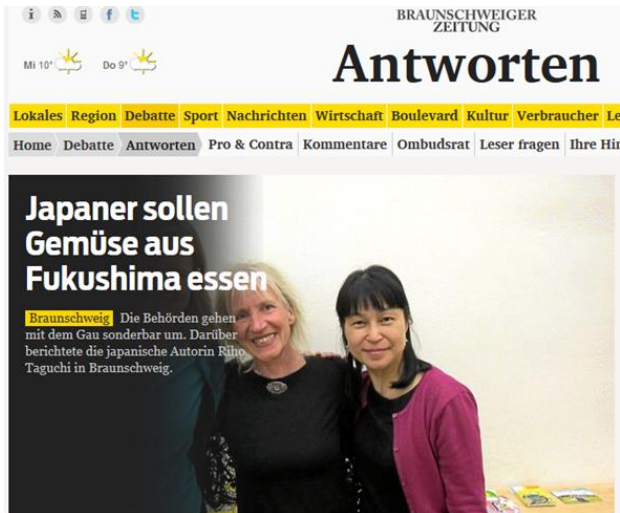 BRAUNSCHWEIGER
ZEITUNG
Antworten
Mi 10° Do 9°
Lokales Region Debatte Sport Nachrichten Wirtschaft Boulevard Kultur Verbraucher Le
Home Debatte Antworten Pro & Contra Kommentare Ombudsrat Leser fragen Ihre Hin
Japaner sollen
Gemüse aus
Fukushima essen
Braunschweig Die Behörden gehen
mit dem Gau sonderbar um. Darüber
berichtete die japanische Autorin Riho
Taguchi in Braunschweig.